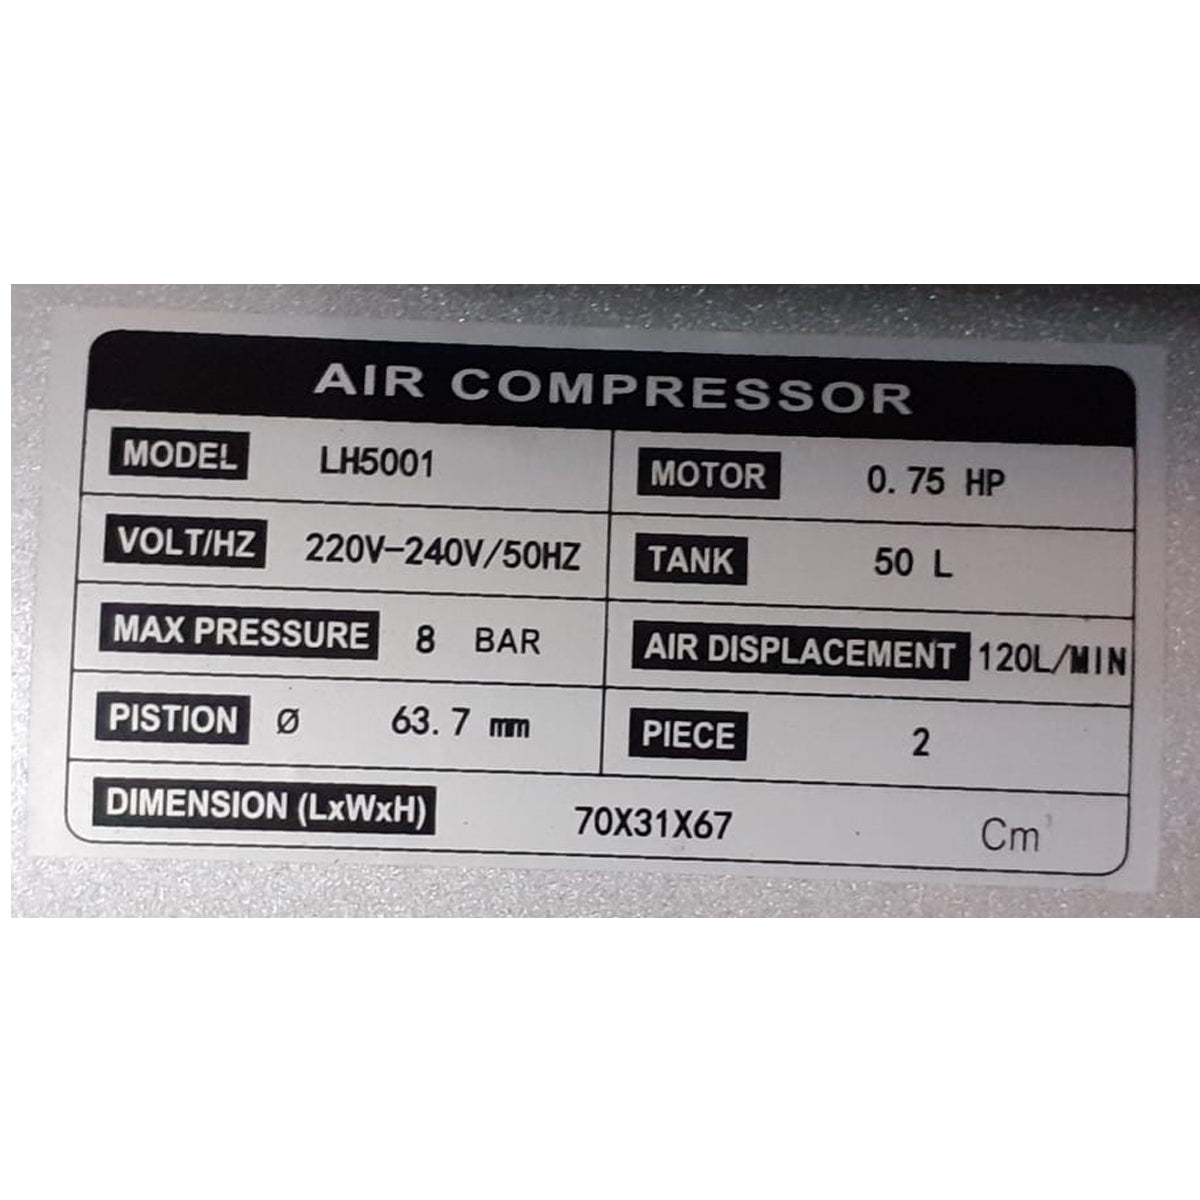 AIR COMPRESSOR
MODEL LH5001 MOTOR 0.75 HP
VOLT/HZ 220V-240V/50HZ TANK 50 L
MAX PRESSURE 8 BAR AIR DISPLACEMENT 120L/MIN
PISTION Ø 63.7 mm PIECE 2
DIMENSION (LxWxH) 70X31X67 Cm